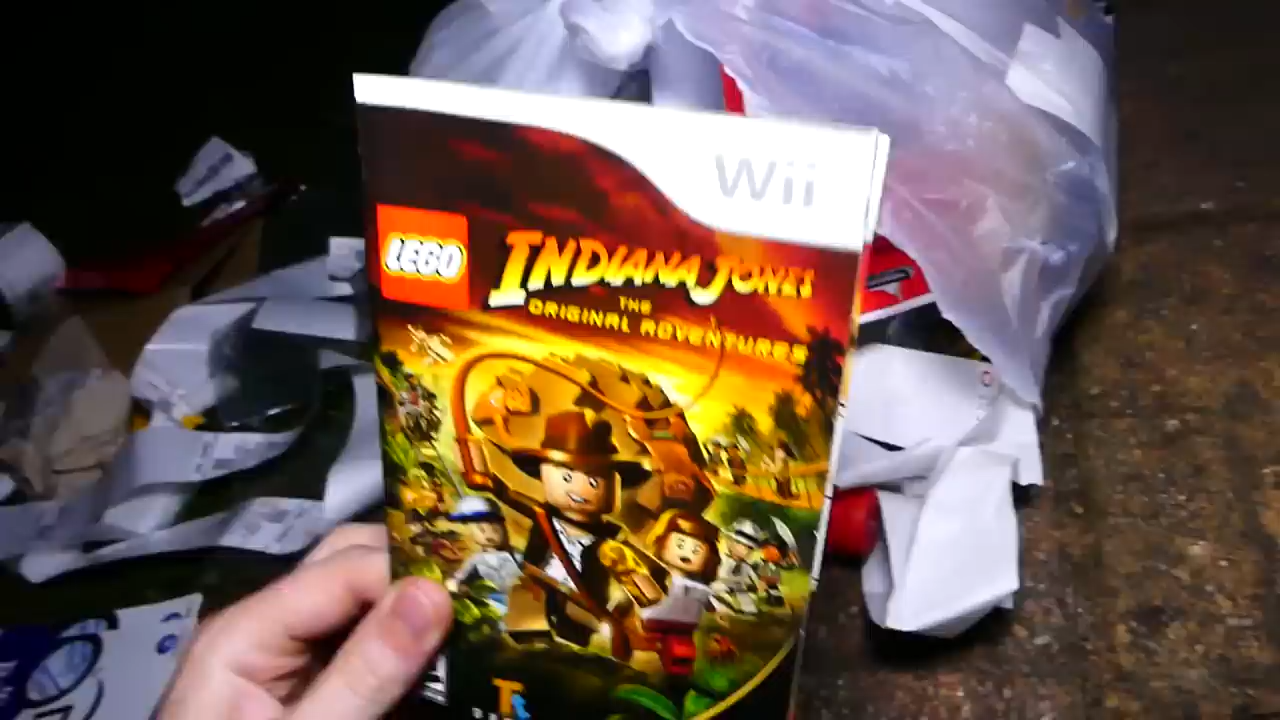 Wii
LEGO
INDIANA JONES
THE
ORIGINAL ADVENTURES